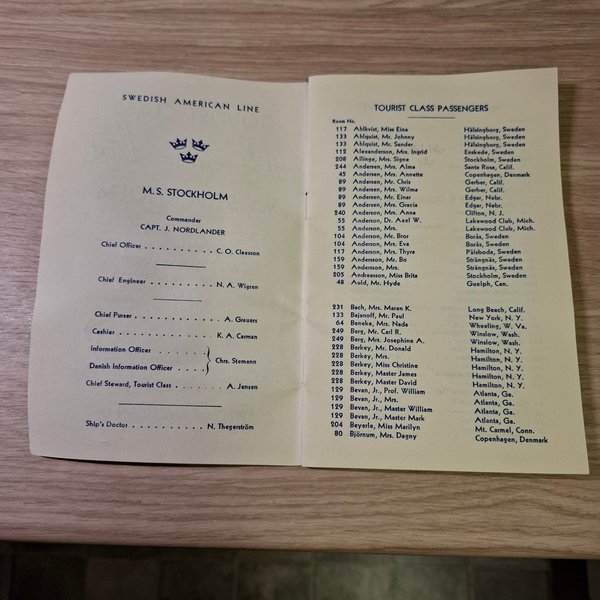 SWEDISH AMERICAN LINE
M.S. STOCKHOLM
Commander
CAPT. J. NORDLANDER
Chief Officer . . . . . . . . . . C. O. Claesson
Chief Engineer . . . . . . . . . N. A. Wigren
Chief Purser . . . . . . . . . . A. Grauers
Cashier . . . . . . . . . . . . K. A. Carman
Information Officer . . . . . . . .
Danish Information Officer . . . . } Chrs. Stemann
Chief Steward, Tourist Class . . . . . A. Jensen
Ship's Doctor . . . . . . . . . N. Thegerström
TOURIST CLASS PASSENGERS
Room No.
117 Ahlkvist, Miss Eina Hälsingborg, Sweden
133 Ahlquist, Mr. Johnny Hälsingborg, Sweden
133 Ahlquist, Mr. Sander Hälsingborg, Sweden
112 Alexanderson, Mrs. Ingrid Enskede, Sweden
208 Allinge, Mrs. Signe Stockholm, Sweden
244 Andersen, Mrs. Alme Santa Rosa, Calif.
45 Andersen, Mrs. Annette Copenhagen, Denmark
89 Andersen, Mr. Chris Gerber, Calif.
89 Andersen, Mrs. Wilma Gerber, Calif.
89 Andersen, Mr. Einar Edgar, Nebr.
89 Andersen, Mrs. Gracia Edgar, Nebr.
240 Anderson, Mrs. Anna Clifton, N. J.
55 Anderson, Dr. Axel W. Lakewood Club, Mich.
55 Anderson, Mrs. Lakewood Club, Mich.
104 Anderson, Mr. Bror Borås, Sweden
104 Anderson, Mrs. Eva Borås, Sweden
117 Anderson, Mrs. Thyra Pålsboda, Sweden
159 Andersson, Mr. Bo Strängnäs, Sweden
159 Andersson, Mrs. Strängnäs, Sweden
205 Andreasson, Miss Brita Stockholm, Sweden
48 Auld, Mr. Hyde Guelph, Can.
231 Bach, Mrs. Maren K. Long Beach, Calif.
133 Bajanoff, Mr. Paul New York, N. Y.
64 Beneke, Mrs. Nada Wheeling, W. Va.
249 Berg, Mr. Carl R. Winslow, Wash.
249 Berg, Mrs. Josephine A. Winslow, Wash.
228 Berkey, Mr. Donald Hamilton, N. Y.
228 Berkey, Mrs. Hamilton, N. Y.
228 Berkey, Miss Christine Hamilton, N. Y.
228 Berkey, Master James Hamilton, N. Y.
228 Berkey, Master David Hamilton, N. Y.
129 Bevan, Jr., Prof. William Atlanta, Ga.
129 Bevan, Jr., Mrs. Atlanta, Ga.
129 Bevan, Jr., Master William Atlanta, Ga.
129 Bevan, Jr., Master Mark Atlanta, Ga.
204 Beyerle, Miss Marilyn Mt. Carmel, Conn.
80 Björnum, Mrs. Dagny Copenhagen, Denmark